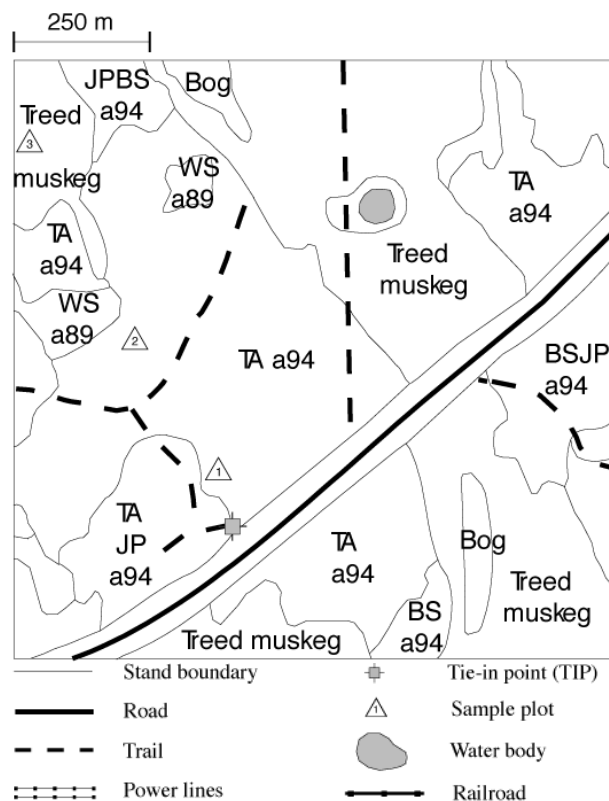 250 m
JPBS
a94
Bog
Treed
3
muskeg
WS
a89
TA
a94
TA
a94
Treed
muskeg
WS
a89
2
TA a94
BSJP
a94
1
TA
JP
a94
TA
a94
Bog
Treed
muskeg
BS
a94
Treed muskeg
Stand boundary
Tie-in point (TIP)
Road
1
Sample plot
Trail
Water body
Power lines
Railroad